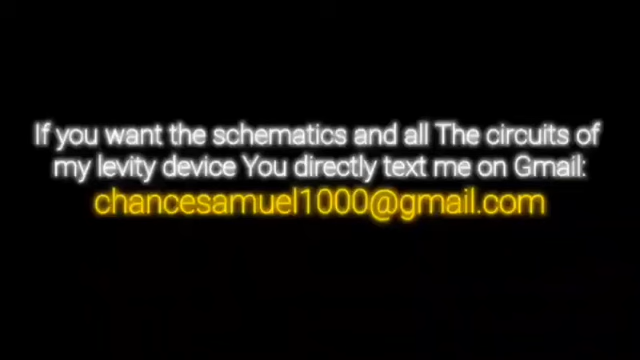 If you want the schematics and all The circuits of
my levity device You directly text me on Gmail:
chancesamuel1000@gmail.com